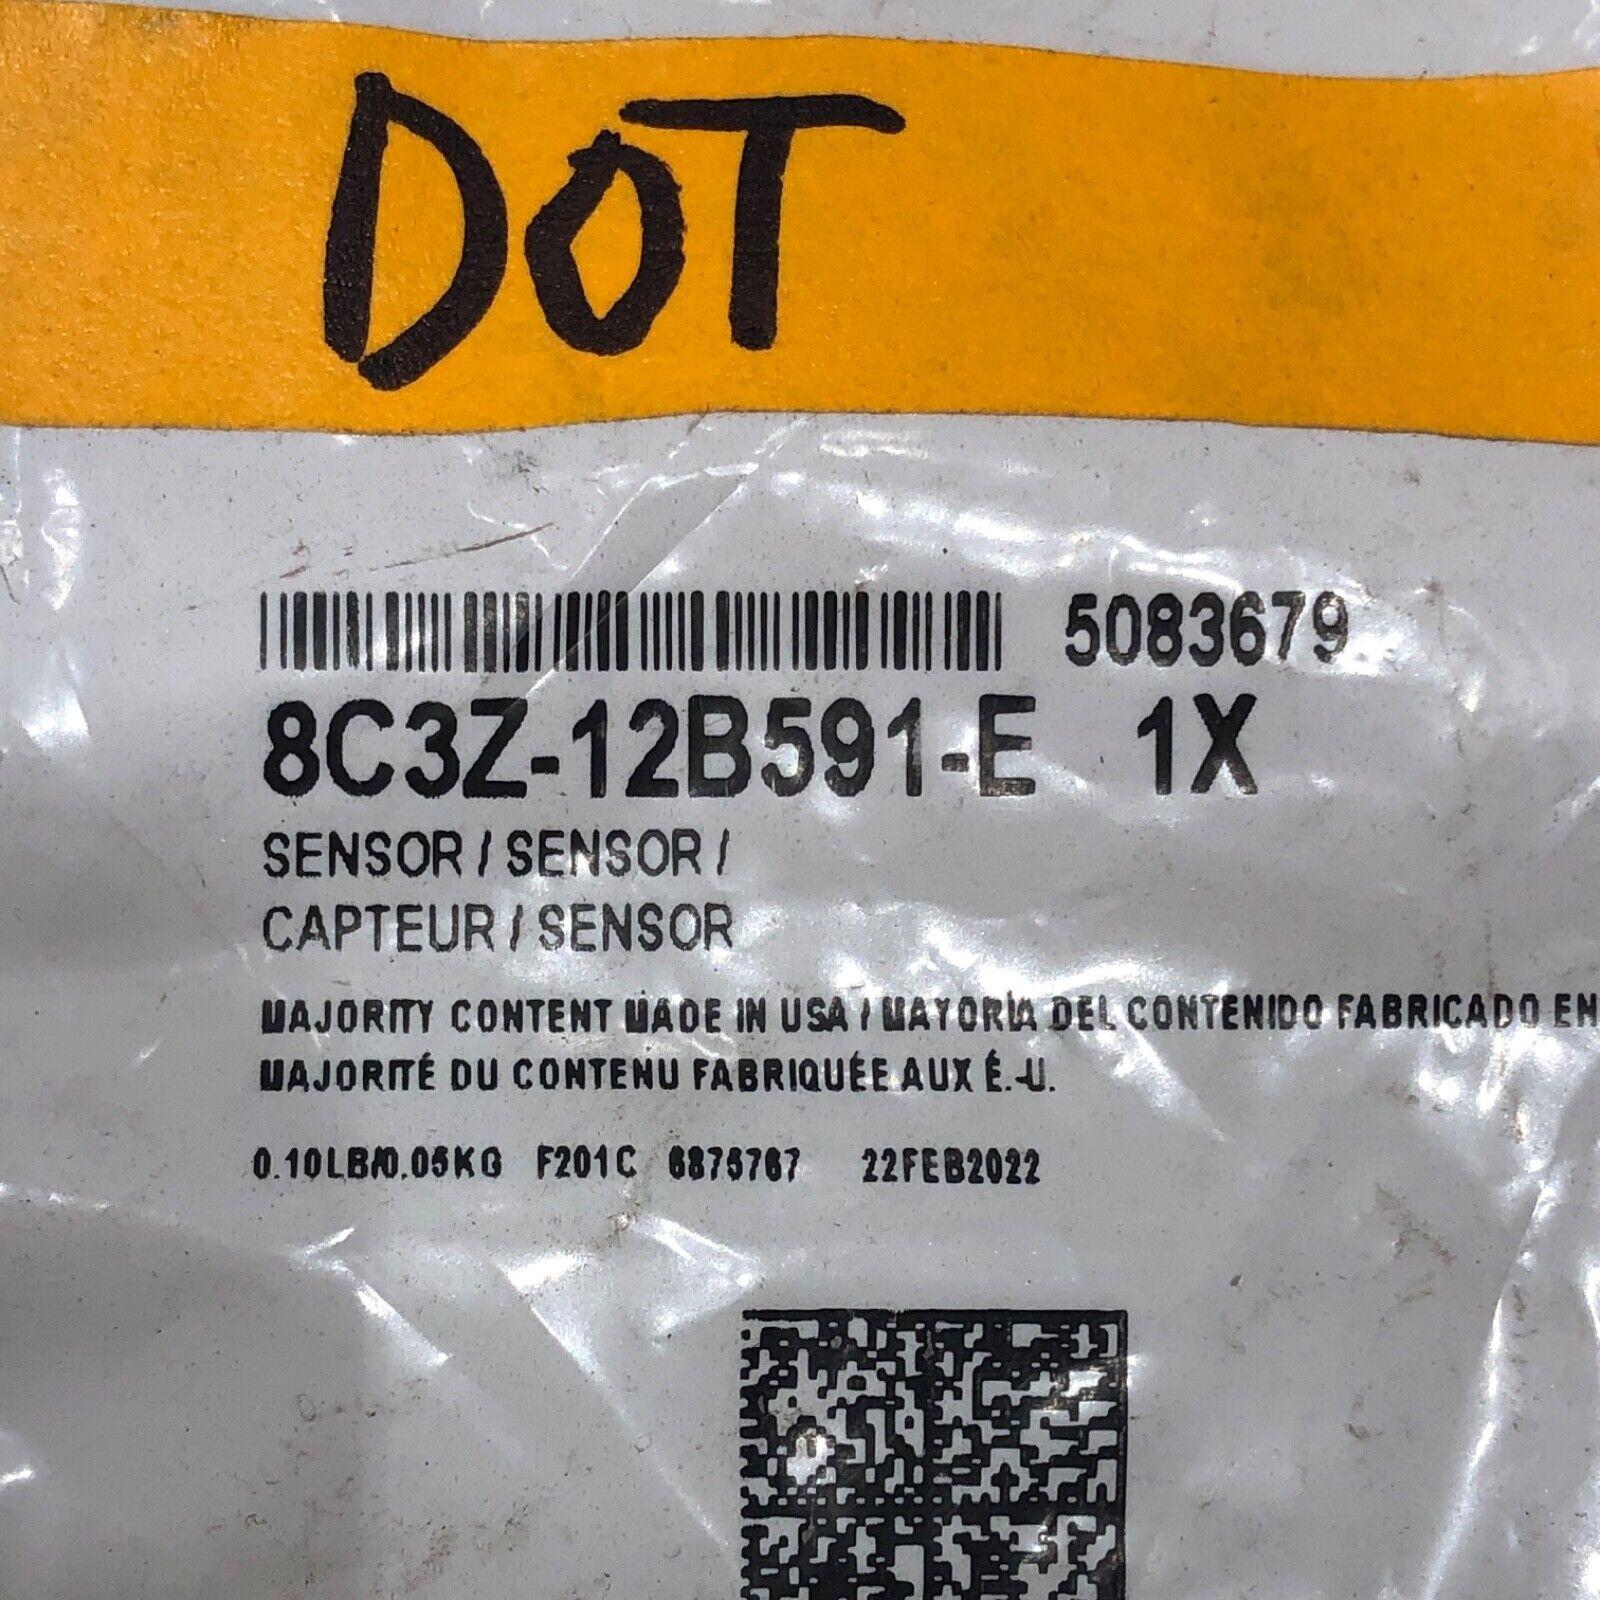 DOT
5083679
8C3Z-12B591-E 1X
SENSOR / SENSOR /
CAPTEUR / SENSOR
MAJORITY CONTENT MADE IN USA / MAYORÍA DEL CONTENIDO FABRICADO EN
MAJORITÉ DU CONTENU FABRIQUÉE AUX É.-U.
0.10LB/0.05KG F201C 6875767 22FEB2022